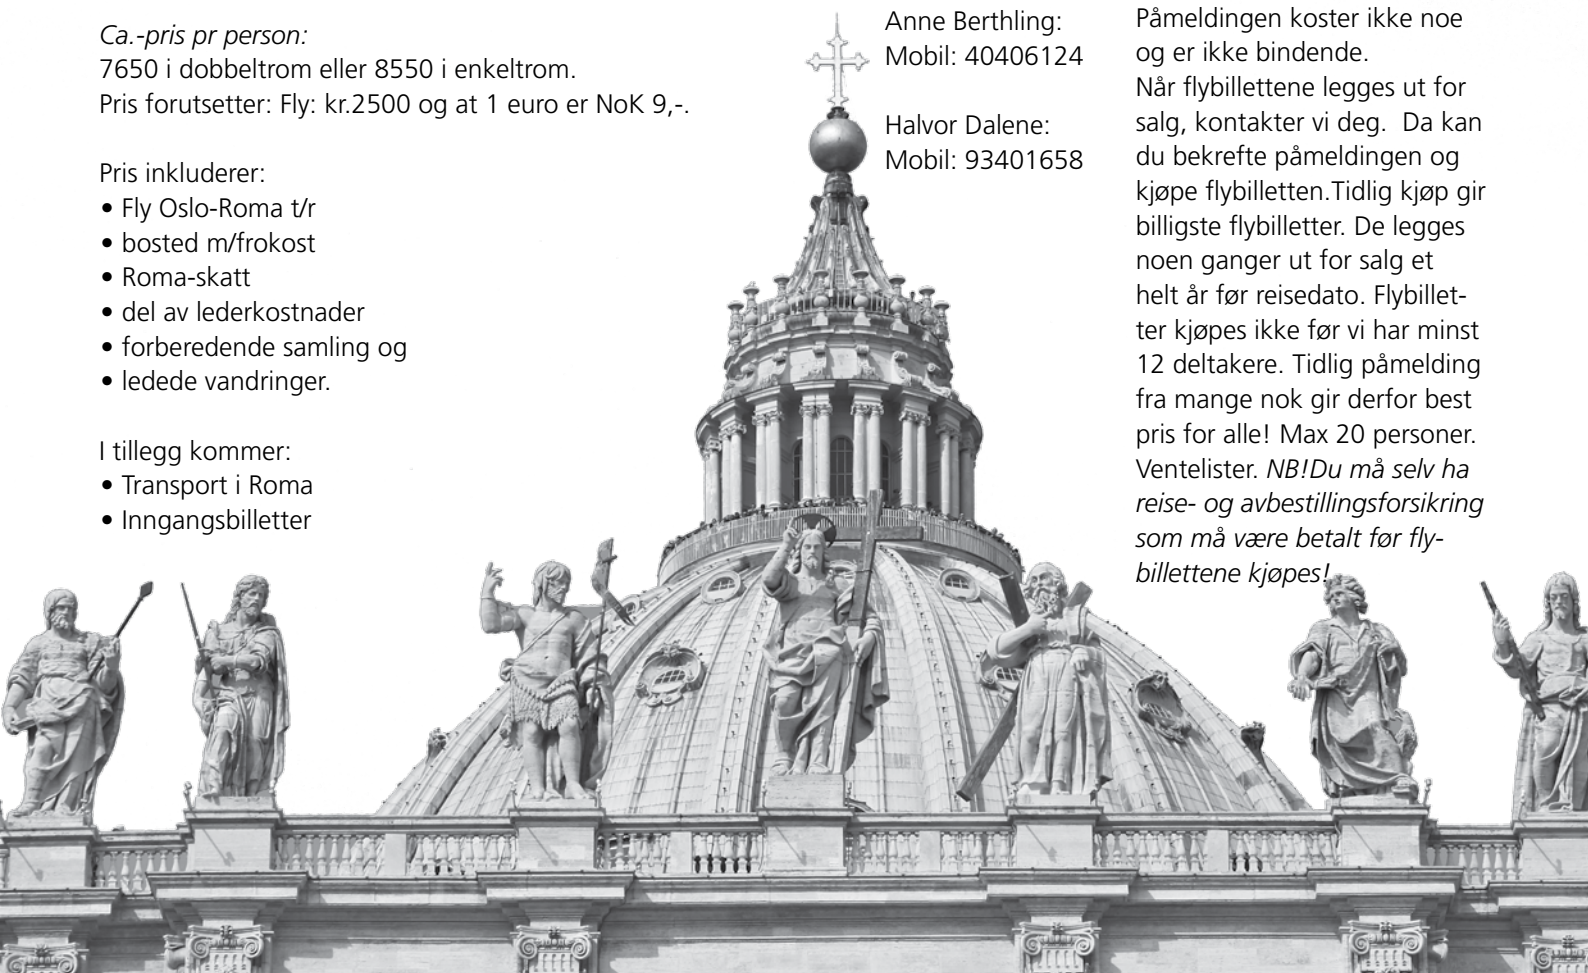 Ca.-pris pr person:
7650 i dobbeltrom eller 8550 i enkeltrom.
Pris forutsetter: Fly: kr.2500 og at 1 euro er NoK 9,-.
Pris inkluderer:
• Fly Oslo-Roma t/r
• bosted m/frokost
• Roma-skatt
• del av lederkostnader
• forberedende samling og
• ledede vandringer.
I tillegg kommer:
• Transport i Roma
• Inngangsbilletter
Anne Berthling:
Mobil: 40406124
Halvor Dalene:
Mobil: 93401658
Påmeldingen koster ikke noe
og er ikke bindende.
Når flybillettene legges ut for
salg, kontakter vi deg.  Da kan
du bekrefte påmeldingen og
kjøpe flybilletten.Tidlig kjøp gir
billigste flybilletter. De legges
noen ganger ut for salg et
helt år før reisedato. Flybillet-
ter kjøpes ikke før vi har minst
12 deltakere. Tidlig påmelding
fra mange nok gir derfor best
pris for alle! Max 20 personer.
Ventelister. NB!Du må selv ha
reise- og avbestillingsforsikring
som må være betalt før fly-
billettene kjøpes!